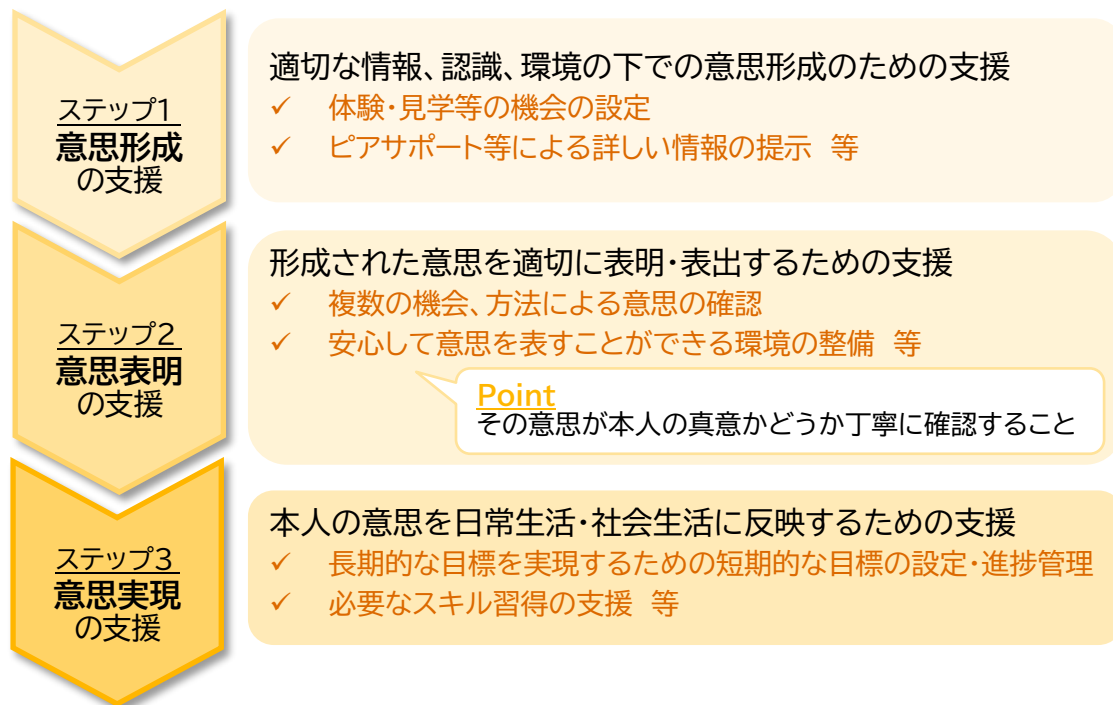 ステップ1
意思形成
の支援
適切な情報、認識、環境の下での意思形成のための支援
✓ 体験・見学等の機会の設定
✓ ピアサポート等による詳しい情報の提示 等
ステップ2
意思表明
の支援
形成された意思を適切に表明・表出するための支援
✓ 複数の機会、方法による意思の確認
✓ 安心して意思を表すことができる環境の整備 等
Point
その意思が本人の真意かどうか丁寧に確認すること
ステップ3
意思実現
の支援
本人の意思を日常生活・社会生活に反映するための支援
✓ 長期的な目標を実現するための短期的な目標の設定・進捗管理
✓ 必要なスキル習得の支援 等